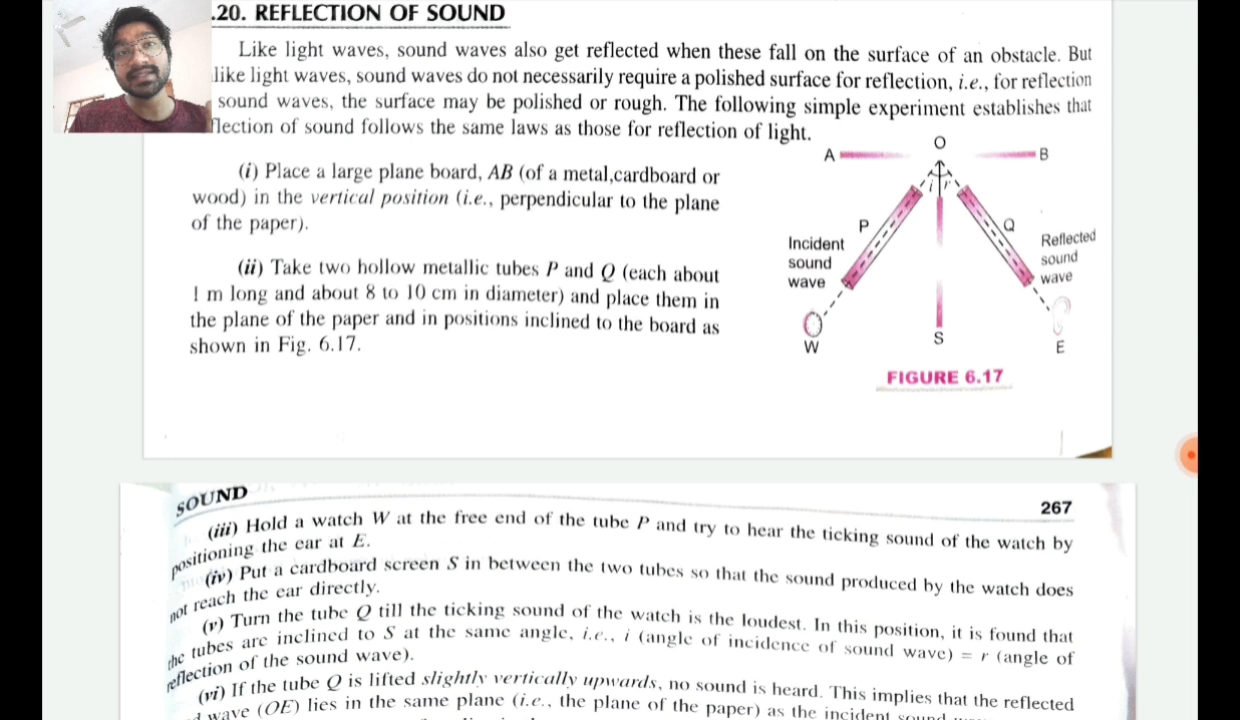 .20. REFLECTION OF SOUND
Like light waves, sound waves also get reflected when these fall on the surface of an obstacle. But
like light waves, sound waves do not necessarily require a polished surface for reflection, i.e., for reflection
sound waves, the surface may be polished or rough. The following simple experiment establishes that
flection of sound follows the same laws as those for reflection of light.
(i) Place a large plane board, AB (of a metal,cardboard or
wood) in the vertical position (i.e., perpendicular to the plane
of the paper).
(ii) Take two hollow metallic tubes P and Q (each about
1 m long and about 8 to 10 cm in diameter) and place them in
the plane of the paper and in positions inclined to the board as
shown in Fig. 6.17.
A O B
i r
P Q
Incident
sound
wave
Reflected
sound
wave
W S E
FIGURE 6.17
SOUND 267
(iii) Hold a watch W at the free end of the tube P and try to hear the ticking sound of the watch by
positioning the ear at E.
(iv) Put a cardboard screen S in between the two tubes so that the sound produced by the watch does
not reach the ear directly.
(v) Turn the tube Q till the ticking sound of the watch is the loudest. In this position, it is found that
the tubes are inclined to S at the same angle, i.e., i (angle of incidence of sound wave) = r (angle of
reflection of the sound wave).
(vi) If the tube Q is lifted slightly vertically upwards, no sound is heard. This implies that the reflected
wave (OE) lies in the same plane (i.e., the plane of the paper) as the incident sound